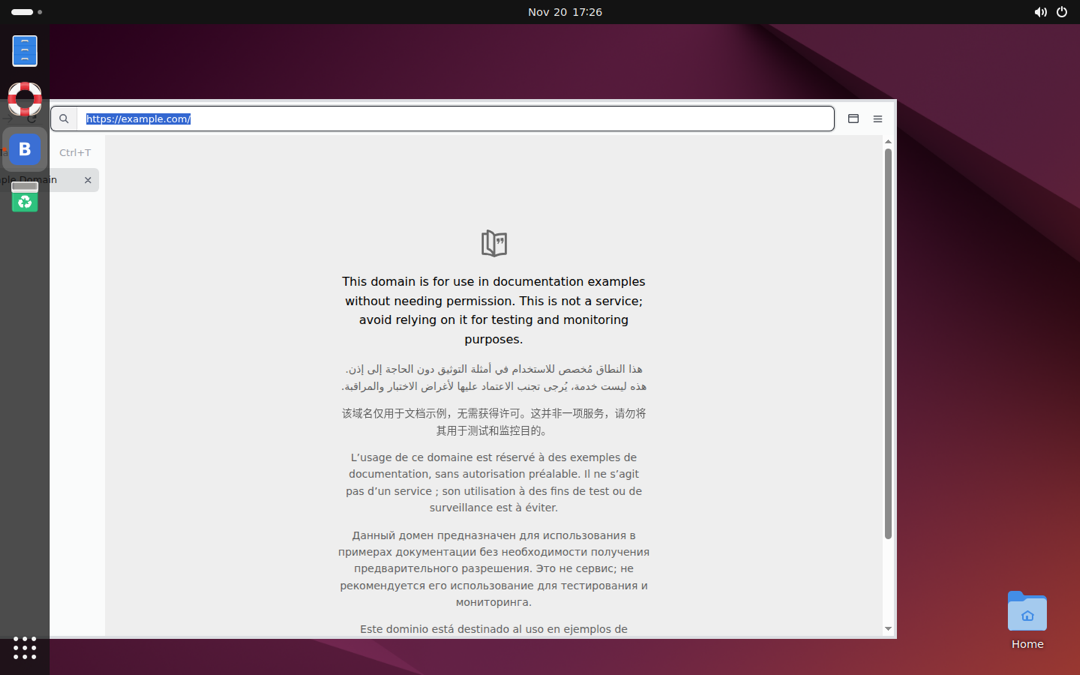 Nov 20 17:26
https://example.com/
B
Ctrl+T
ple Domain
This domain is for use in documentation examples
without needing permission. This is not a service;
avoid relying on it for testing and monitoring
purposes.
هذا النطاق مُخصص للاستخدام في أمثلة التوثيق دون الحاجة إلى إذن.
هذه ليست خدمة، يُرجى تجنب الاعتماد عليها لأغراض الاختبار والمراقبة.
该域名仅用于文档示例，无需获得许可。这并非一项服务，请勿将
其用于测试和监控目的。
L’usage de ce domaine est réservé à des exemples de
documentation, sans autorisation préalable. Il ne s’agit
pas d’un service ; son utilisation à des fins de test ou de
surveillance est à éviter.
Данный домен предназначен для использования в
примерах документации без необходимости получения
предварительного разрешения. Это не сервис; не
рекомендуется его использование для тестирования и
мониторинга.
Este dominio está destinado al uso en ejemplos de
Home